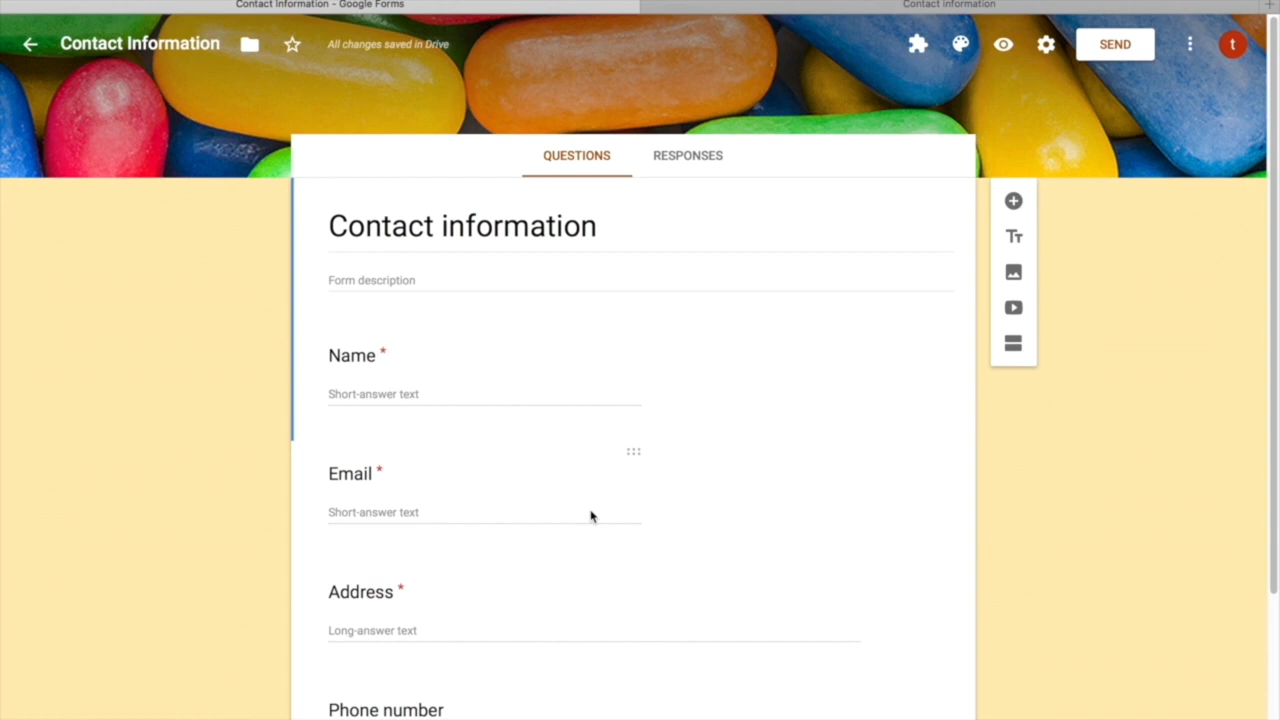 Contact Information - Google Forms
Contact information
Contact Information
All changes saved in Drive
SEND
t
QUESTIONS
RESPONSES
Contact information
Form description
Tт
Name *
Short-answer text
Email *
Short-answer text
Address *
Long-answer text
Phone number